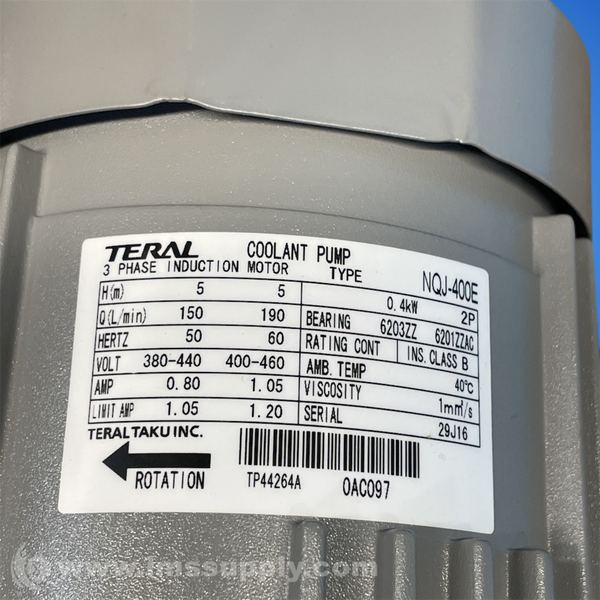 TERAL COOLANT PUMP
3 PHASE INDUCTION MOTOR TYPE NQJ-400E
H(m) 5 5 0.4kW 2P
Q(L/min) 150 190 BEARING 6203ZZ 6201ZZAC
HERTZ 50 60 RATING CONT INS. CLASS B
VOLT 380-440 400-460 AMB. TEMP 40℃
AMP 0.80 1.05 VISCOSITY 1mm²/s
LIMIT AMP 1.05 1.20 SERIAL 29J16
TERAL TAKU INC.
ROTATION TP44264A OAC097
www.imssupply.com